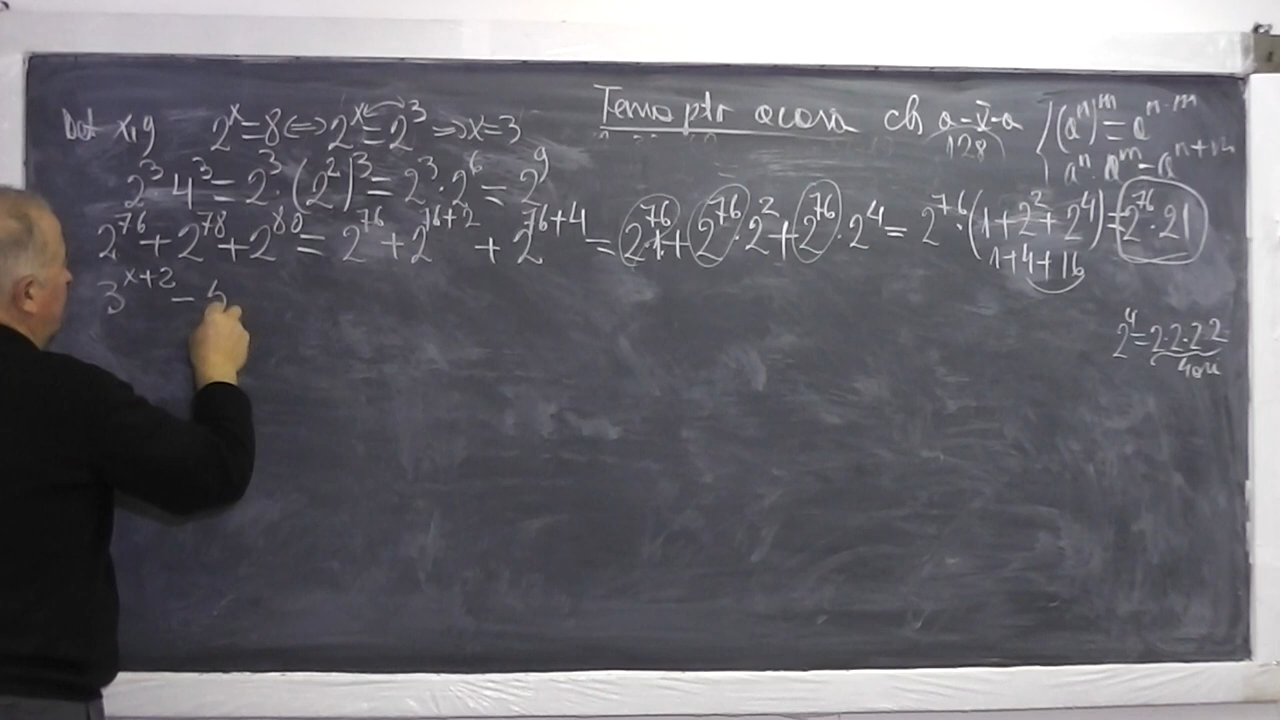 Tema ptr acasa cls a-V-a
128
Det x,y 2^x=8⇔2^x=2^3⇒x=3
(a^n)^m=a^{n·m}
a^n·a^m=a^{n+m}
2^3·4^3=2^3·(2^2)^3=2^3·2^6=2^9
2^{76}+2^{78}+2^{80}=2^{76}+2^{76+2}+2^{76+4}=2^{76}·1+2^{76}·2^2+2^{76}·2^4=2^{76}·(1+2^2+2^4)=2^{76}·21
1+4+16
3^{x+2}-
2^4=2·2·2·2
4 ori